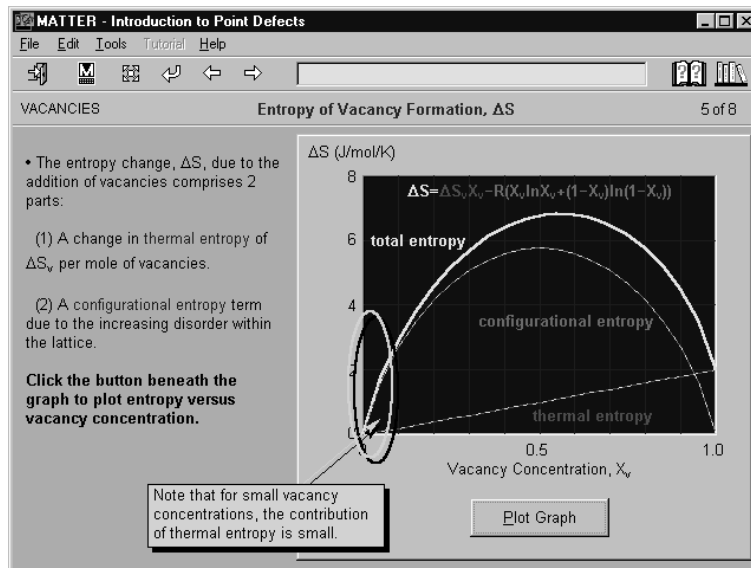 MATTER - Introduction to Point Defects
File Edit Tools Tutorial Help
VACANCIES
Entropy of Vacancy Formation, ΔS
5 of 8
• The entropy change, ΔS, due to the
addition of vacancies comprises 2
parts:
(1) A change in thermal entropy of
ΔSᵥ per mole of vacancies.
(2) A configurational entropy term
due to the increasing disorder within
the lattice.
Click the button beneath the
graph to plot entropy versus
vacancy concentration.
ΔS (J/mol/K)
8
6
4
2
0
ΔS=ΔSᵥXᵥ-R(XᵥlnXᵥ+(1-Xᵥ)ln(1-Xᵥ))
total entropy
configurational entropy
thermal entropy
0 0.5 1.0
Vacancy Concentration, Xᵥ
Note that for small vacancy
concentrations, the contribution
of thermal entropy is small.
Plot Graph